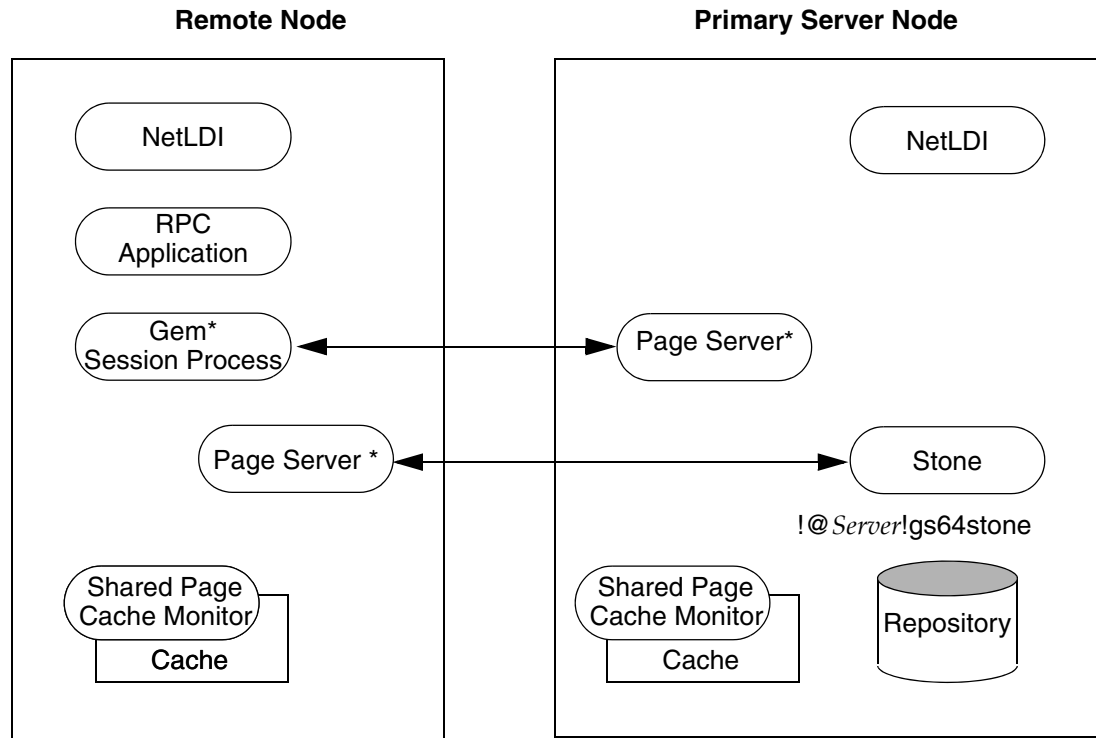 Remote Node
Primary Server Node
NetLDI
NetLDI
RPC
Application
Gem*
Session Process
Page Server*
Page Server *
Stone
!@Server!gs64stone
Shared Page
Cache Monitor
Cache
Shared Page
Cache Monitor
Cache
Repository